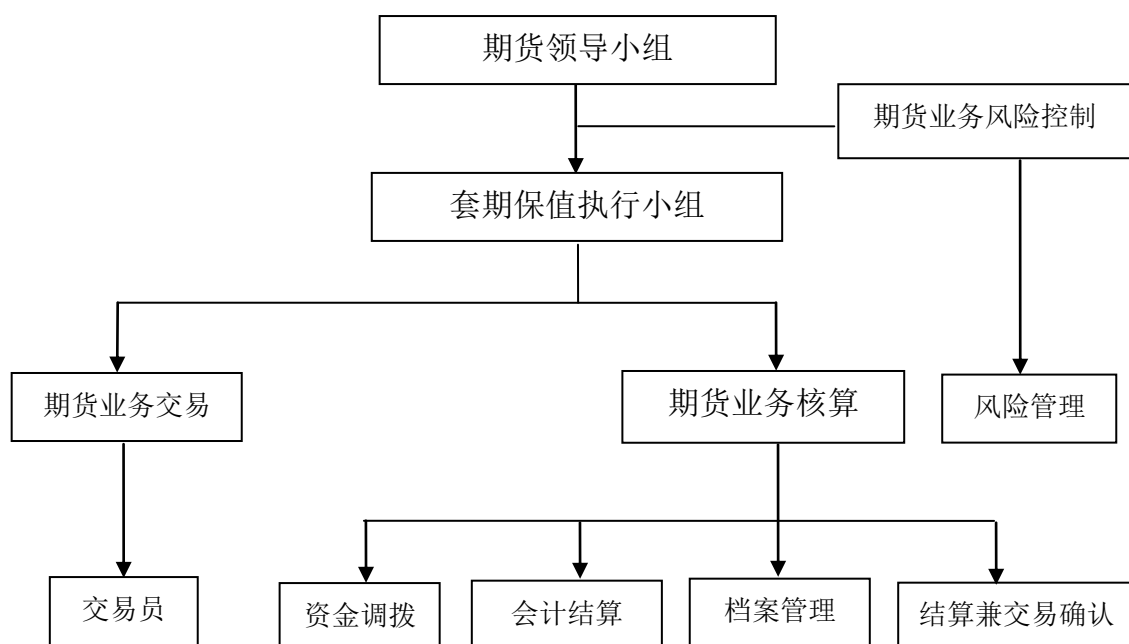 期货领导小组
期货业务风险控制
套期保值执行小组
期货业务交易
期货业务核算
风险管理
交易员
资金调拨
会计结算
档案管理
结算兼交易确认